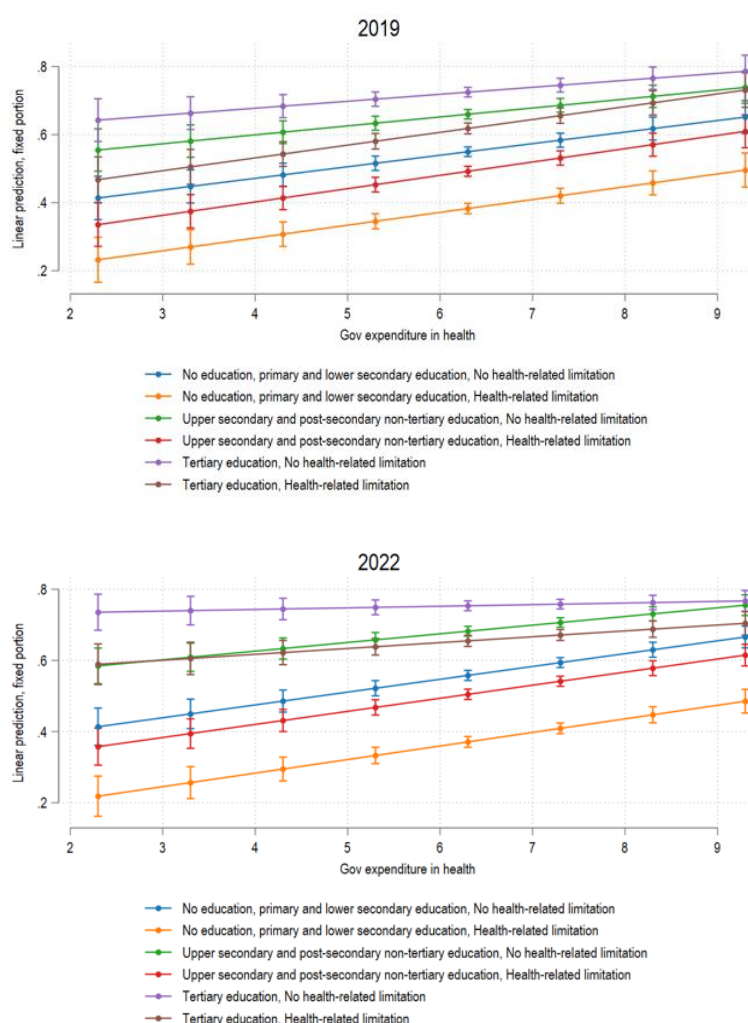 2019
.8
.6
.4
.2
Linear prediction, fixed portion
2 3 4 5 6 7 8 9
Gov expenditure in health
No education, primary and lower secondary education, No health-related limitation
No education, primary and lower secondary education, Health-related limitation
Upper secondary and post-secondary non-tertiary education, No health-related limitation
Upper secondary and post-secondary non-tertiary education, Health-related limitation
Tertiary education, No health-related limitation
Tertiary education, Health-related limitation
2022
.8
.6
.4
.2
Linear prediction, fixed portion
2 3 4 5 6 7 8 9
Gov expenditure in health
No education, primary and lower secondary education, No health-related limitation
No education, primary and lower secondary education, Health-related limitation
Upper secondary and post-secondary non-tertiary education, No health-related limitation
Upper secondary and post-secondary non-tertiary education, Health-related limitation
Tertiary education, No health-related limitation
Tertiary education, Health-related limitation